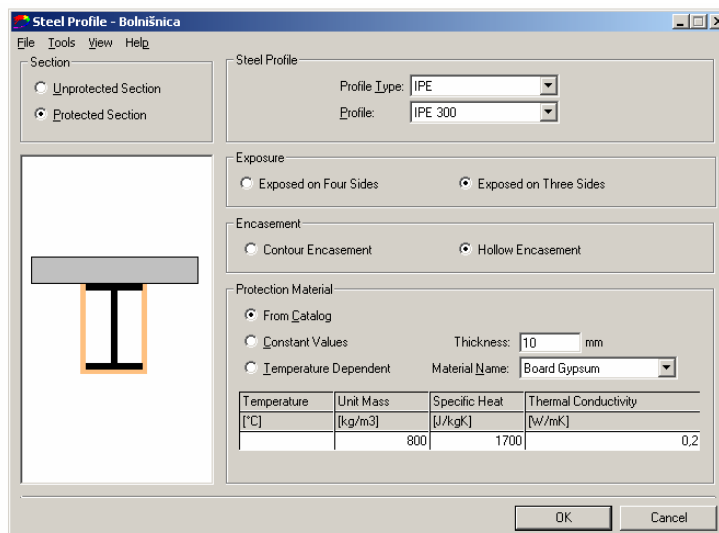 Steel Profile - Bolnišnica
File Tools View Help
Section
Unprotected Section
Protected Section
Steel Profile
Profile Type: IPE
Profile: IPE 300
Exposure
Exposed on Four Sides Exposed on Three Sides
Encasement
Contour Encasement Hollow Encasement
Protection Material
From Catalog
Constant Values Thickness: 10 mm
Temperature Dependent Material Name: Board Gypsum
Temperature Unit Mass Specific Heat Thermal Conductivity
[°C] [kg/m3] [J/kgK] [W/mK]
800 1700 0,2
OK Cancel